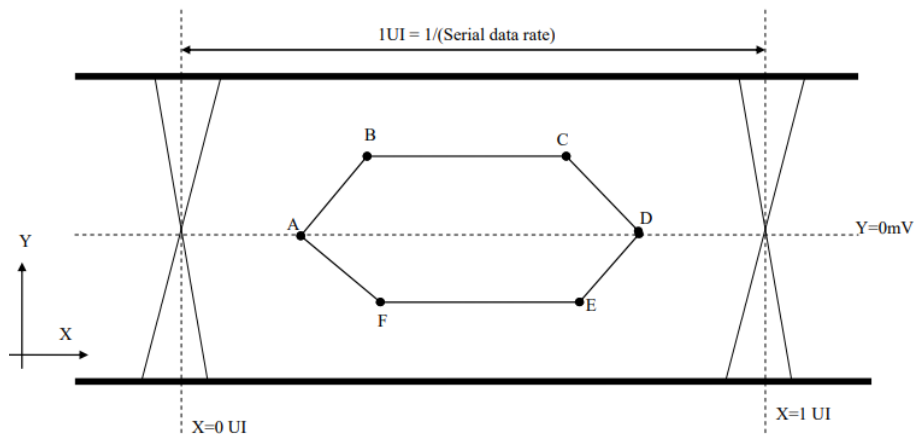 1UI = 1/(Serial data rate)
B
C
A
D
Y=0mV
Y
F
E
X
X=0 UI
X=1 UI